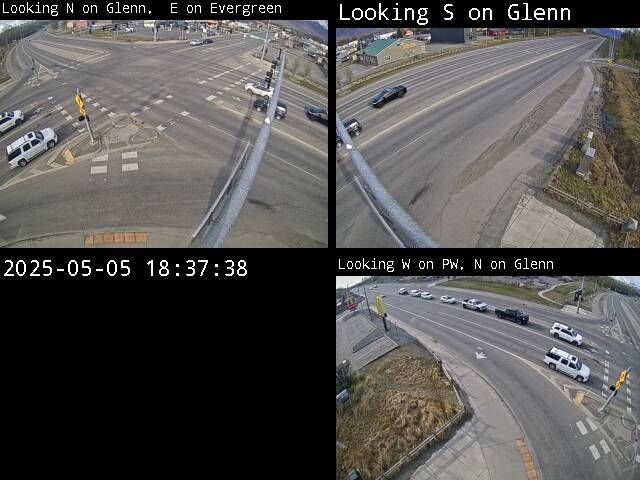 Looking N on Glenn,  E on Evergreen
Looking S on Glenn
2025-05-05 18:37:38
Looking W on PW, N on Glenn